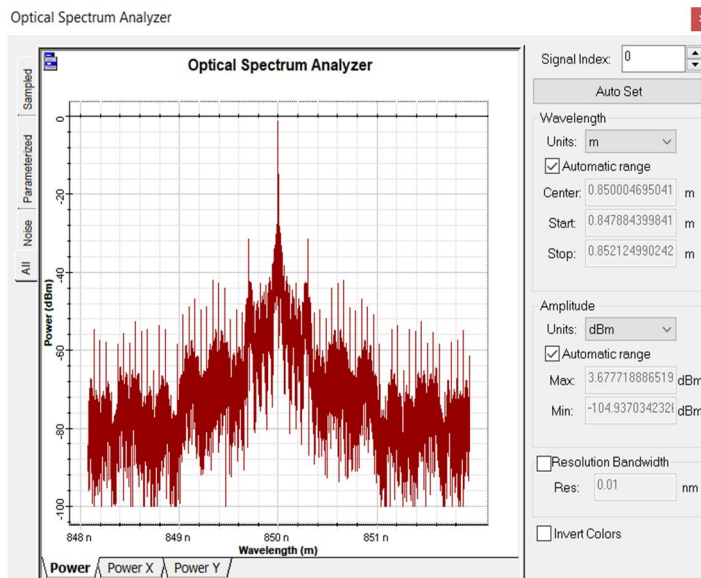 Optical Spectrum Analyzer
Optical Spectrum Analyzer
Sampled
Parameterized
Noise
All
Power (dBm)
0
-20
-40
-60
-80
-100
848 n
849 n
850 n
851 n
Wavelength (m)
Power
Power X
Power Y
Signal Index: 0
Auto Set
Wavelength
Units: m
Automatic range
Center: 0.850004695041 m
Start: 0.847884399841 m
Stop: 0.852124990242 m
Amplitude
Units: dBm
Automatic range
Max: 3.677718886519 dBm
Min: -104.937034232 dBm
Resolution Bandwidth
Res: 0.01 nm
Invert Colors